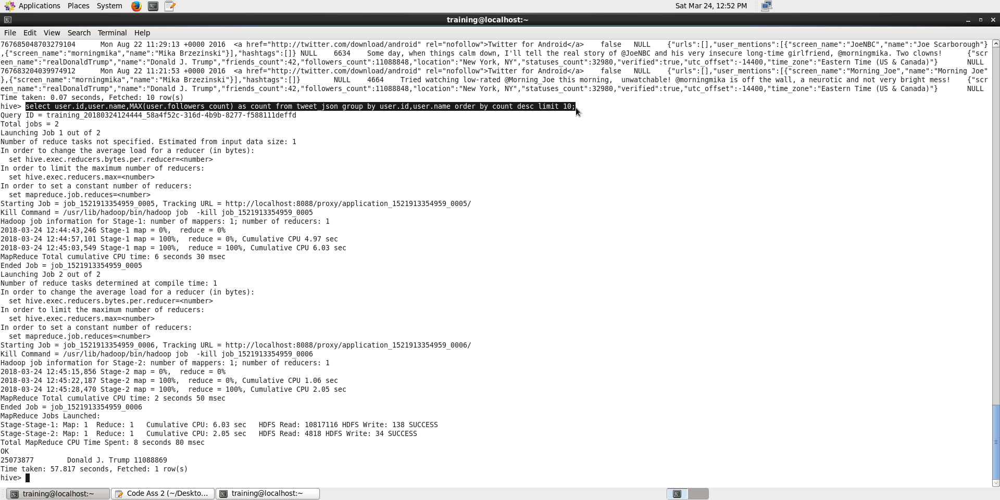 Applications Places System Sat Mar 24, 12:52 PM
training@localhost:~
File Edit View Search Terminal Help
767685048703279104 Mon Aug 22 11:29:13 +0000 2016 <a href="http://twitter.com/download/android" rel="nofollow">Twitter for Android</a> false NULL {"urls":[],"user_mentions":[{"screen_name":"JoeNBC","name":"Joe Scarborough"}
,{"screen_name":"morningmika","name":"Mika Brzezinski"}],"hashtags":[]} NULL 6634 Some day, when things calm down, I'll tell the real story of @JoeNBC and his very insecure long-time girlfriend, @morningmika. Two clowns! {"scr
een_name":"realDonaldTrump","name":"Donald J. Trump","friends_count":42,"followers_count":11088848,"location":"New York, NY","statuses_count":32980,"verified":true,"utc_offset":-14400,"time_zone":"Eastern Time (US & Canada)"} NULL
767683204039974912 Mon Aug 22 11:21:53 +0000 2016 <a href="http://twitter.com/download/android" rel="nofollow">Twitter for Android</a> false NULL {"urls":[],"user_mentions":[{"screen_name":"Morning_Joe","name":"Morning Joe"
},{"screen_name":"morningmika","name":"Mika Brzezinski"}],"hashtags":[]} NULL 4664 Tried watching low-rated @Morning_Joe this morning, unwatchable! @morningmika is off the wall, a neurotic and not very bright mess! {"scr
een_name":"realDonaldTrump","name":"Donald J. Trump","friends_count":42,"followers_count":11088848,"location":"New York, NY","statuses_count":32980,"verified":true,"utc_offset":-14400,"time_zone":"Eastern Time (US & Canada)"} NULL
Time taken: 0.07 seconds, Fetched: 10 row(s)
hive> select user.id,user.name,MAX(user.followers_count) as count from tweet_json group by user.id,user.name order by count desc limit 10;
Query ID = training_20180324124444_58a4f52c-316d-4b9b-8277-f588111deffd
Total jobs = 2
Launching Job 1 out of 2
Number of reduce tasks not specified. Estimated from input data size: 1
In order to change the average load for a reducer (in bytes):
  set hive.exec.reducers.bytes.per.reducer=<number>
In order to limit the maximum number of reducers:
  set hive.exec.reducers.max=<number>
In order to set a constant number of reducers:
  set mapreduce.job.reduces=<number>
Starting Job = job_1521913354959_0005, Tracking URL = http://localhost:8088/proxy/application_1521913354959_0005/
Kill Command = /usr/lib/hadoop/bin/hadoop job  -kill job_1521913354959_0005
Hadoop job information for Stage-1: number of mappers: 1; number of reducers: 1
2018-03-24 12:44:43,246 Stage-1 map = 0%,  reduce = 0%
2018-03-24 12:44:57,101 Stage-1 map = 100%,  reduce = 0%, Cumulative CPU 4.97 sec
2018-03-24 12:45:03,549 Stage-1 map = 100%,  reduce = 100%, Cumulative CPU 6.03 sec
MapReduce Total cumulative CPU time: 6 seconds 30 msec
Ended Job = job_1521913354959_0005
Launching Job 2 out of 2
Number of reduce tasks determined at compile time: 1
In order to change the average load for a reducer (in bytes):
  set hive.exec.reducers.bytes.per.reducer=<number>
In order to limit the maximum number of reducers:
  set hive.exec.reducers.max=<number>
In order to set a constant number of reducers:
  set mapreduce.job.reduces=<number>
Starting Job = job_1521913354959_0006, Tracking URL = http://localhost:8088/proxy/application_1521913354959_0006/
Kill Command = /usr/lib/hadoop/bin/hadoop job  -kill job_1521913354959_0006
Hadoop job information for Stage-2: number of mappers: 1; number of reducers: 1
2018-03-24 12:45:15,856 Stage-2 map = 0%,  reduce = 0%
2018-03-24 12:45:22,187 Stage-2 map = 100%,  reduce = 0%, Cumulative CPU 1.06 sec
2018-03-24 12:45:28,470 Stage-2 map = 100%,  reduce = 100%, Cumulative CPU 2.05 sec
MapReduce Total cumulative CPU time: 2 seconds 50 msec
Ended Job = job_1521913354959_0006
MapReduce Jobs Launched:
Stage-Stage-1: Map: 1  Reduce: 1   Cumulative CPU: 6.03 sec   HDFS Read: 10817116 HDFS Write: 138 SUCCESS
Stage-Stage-2: Map: 1  Reduce: 1   Cumulative CPU: 2.05 sec   HDFS Read: 4818 HDFS Write: 34 SUCCESS
Total MapReduce CPU Time Spent: 8 seconds 80 msec
OK
25073877 Donald J. Trump 11088869
Time taken: 57.817 seconds, Fetched: 1 row(s)
hive>
training@localhost:~ Code Ass 2 (~/Deskto... training@localhost:~